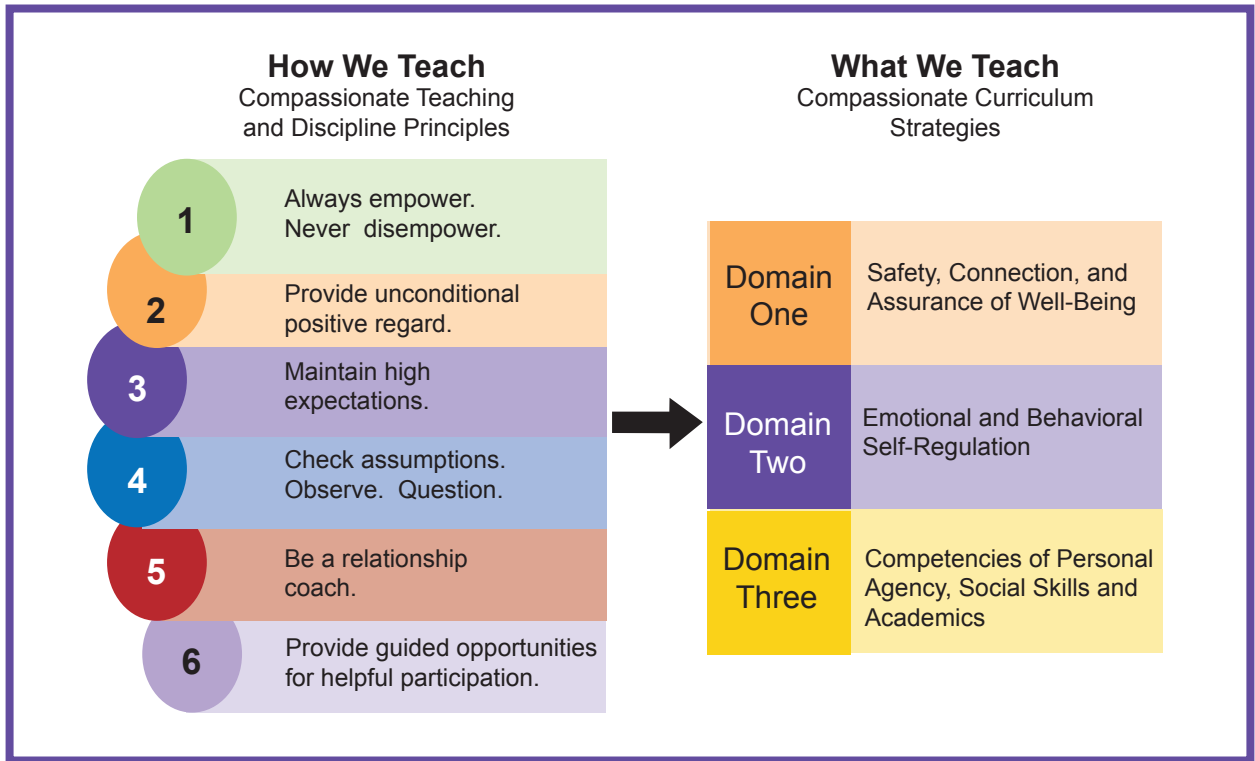 How We Teach
Compassionate Teaching
and Discipline Principles
1
Always empower.
Never disempower.
2
Provide unconditional
positive regard.
3
Maintain high
expectations.
4
Check assumptions.
Observe. Question.
5
Be a relationship
coach.
6
Provide guided opportunities
for helpful participation.
What We Teach
Compassionate Curriculum
Strategies
Domain
One
Safety, Connection, and
Assurance of Well-Being
Domain
Two
Emotional and Behavioral
Self-Regulation
Domain
Three
Competencies of Personal
Agency, Social Skills and
Academics